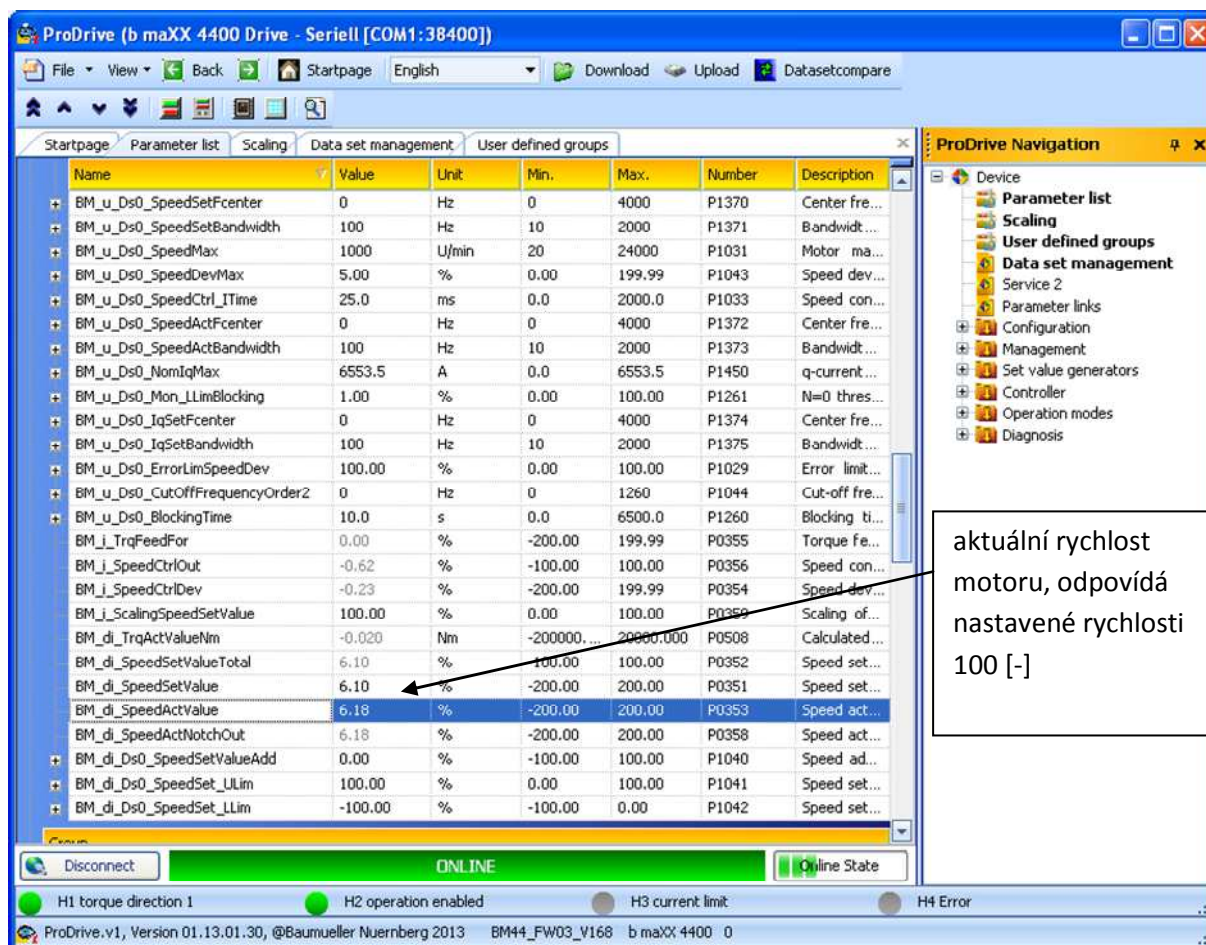 ProDrive (b maXX 4400 Drive - Seriell [COM1:38400])
File View Back Startpage English Download Upload Datasetcompare
Startpage Parameter list Scaling Data set management User defined groups
Name Value Unit Min. Max. Number Description
BM_u_Ds0_SpeedSetFcenter 0 Hz 0 4000 P1370 Center fre...
BM_u_Ds0_SpeedSetBandwidth 100 Hz 10 2000 P1371 Bandwidt...
BM_u_Ds0_SpeedMax 1000 U/min 20 24000 P1031 Motor ma...
BM_u_Ds0_SpeedDevMax 5.00 % 0.00 199.99 P1043 Speed dev...
BM_u_Ds0_SpeedCtrl_ITime 25.0 ms 0.0 2000.0 P1033 Speed con...
BM_u_Ds0_SpeedActFcenter 0 Hz 0 4000 P1372 Center fre...
BM_u_Ds0_SpeedActBandwidth 100 Hz 10 2000 P1373 Bandwidt...
BM_u_Ds0_NomIqMax 6553.5 A 0.0 6553.5 P1450 q-current...
BM_u_Ds0_Mon_LLimBlocking 1.00 % 0.00 100.00 P1261 N=0 thres...
BM_u_Ds0_IqSetFcenter 0 Hz 0 4000 P1374 Center fre...
BM_u_Ds0_IqSetBandwidth 100 Hz 10 2000 P1375 Bandwidt...
BM_u_Ds0_ErrorLimSpeedDev 100.00 % 0.00 100.00 P1029 Error limit...
BM_u_Ds0_CutOffFrequencyOrder2 0 Hz 0 1260 P1044 Cut-off fre...
BM_u_Ds0_BlockingTime 10.0 s 0.0 6500.0 P1260 Blocking ti...
BM_i_TrqFeedFor 0.00 % -200.00 199.99 P0355 Torque fe...
BM_i_SpeedCtrlOut -0.62 % -100.00 100.00 P0356 Speed con...
BM_i_SpeedCtrlDev -0.23 % -200.00 199.99 P0354 Speed dev...
BM_i_ScalingSpeedSetValue 100.00 % 0.00 100.00 P0359 Scaling of...
BM_di_TrqActValueNm -0.020 Nm -200000.... 20000.000 P0508 Calculated...
BM_di_SpeedSetValueTotal 6.10 % -100.00 100.00 P0352 Speed set...
BM_di_SpeedSetValue 6.10 % -200.00 200.00 P0351 Speed set...
BM_di_SpeedActValue 6.18 % -200.00 200.00 P0353 Speed act...
BM_di_SpeedActNotchOut 6.18 % -200.00 200.00 P0358 Speed act...
BM_di_Ds0_SpeedSetValueAdd 0.00 % -100.00 100.00 P1040 Speed ad...
BM_di_Ds0_SpeedSet_ULim 100.00 % 0.00 100.00 P1041 Speed set...
BM_di_Ds0_SpeedSet_LLim -100.00 % -100.00 0.00 P1042 Speed set...
Group
ProDrive Navigation
Device
Parameter list
Scaling
User defined groups
Data set management
Service 2
Parameter links
Configuration
Management
Set value generators
Controller
Operation modes
Diagnosis
aktuální rychlost
motoru, odpovídá
nastavené rychlosti
100 [-]
Disconnect ONLINE Online State
H1 torque direction 1 H2 operation enabled H3 current limit H4 Error
ProDrive.v1, Version 01.13.01.30, @Baumueller Nuernberg 2013 BM44_FW03_V168 b maXX 4400 0